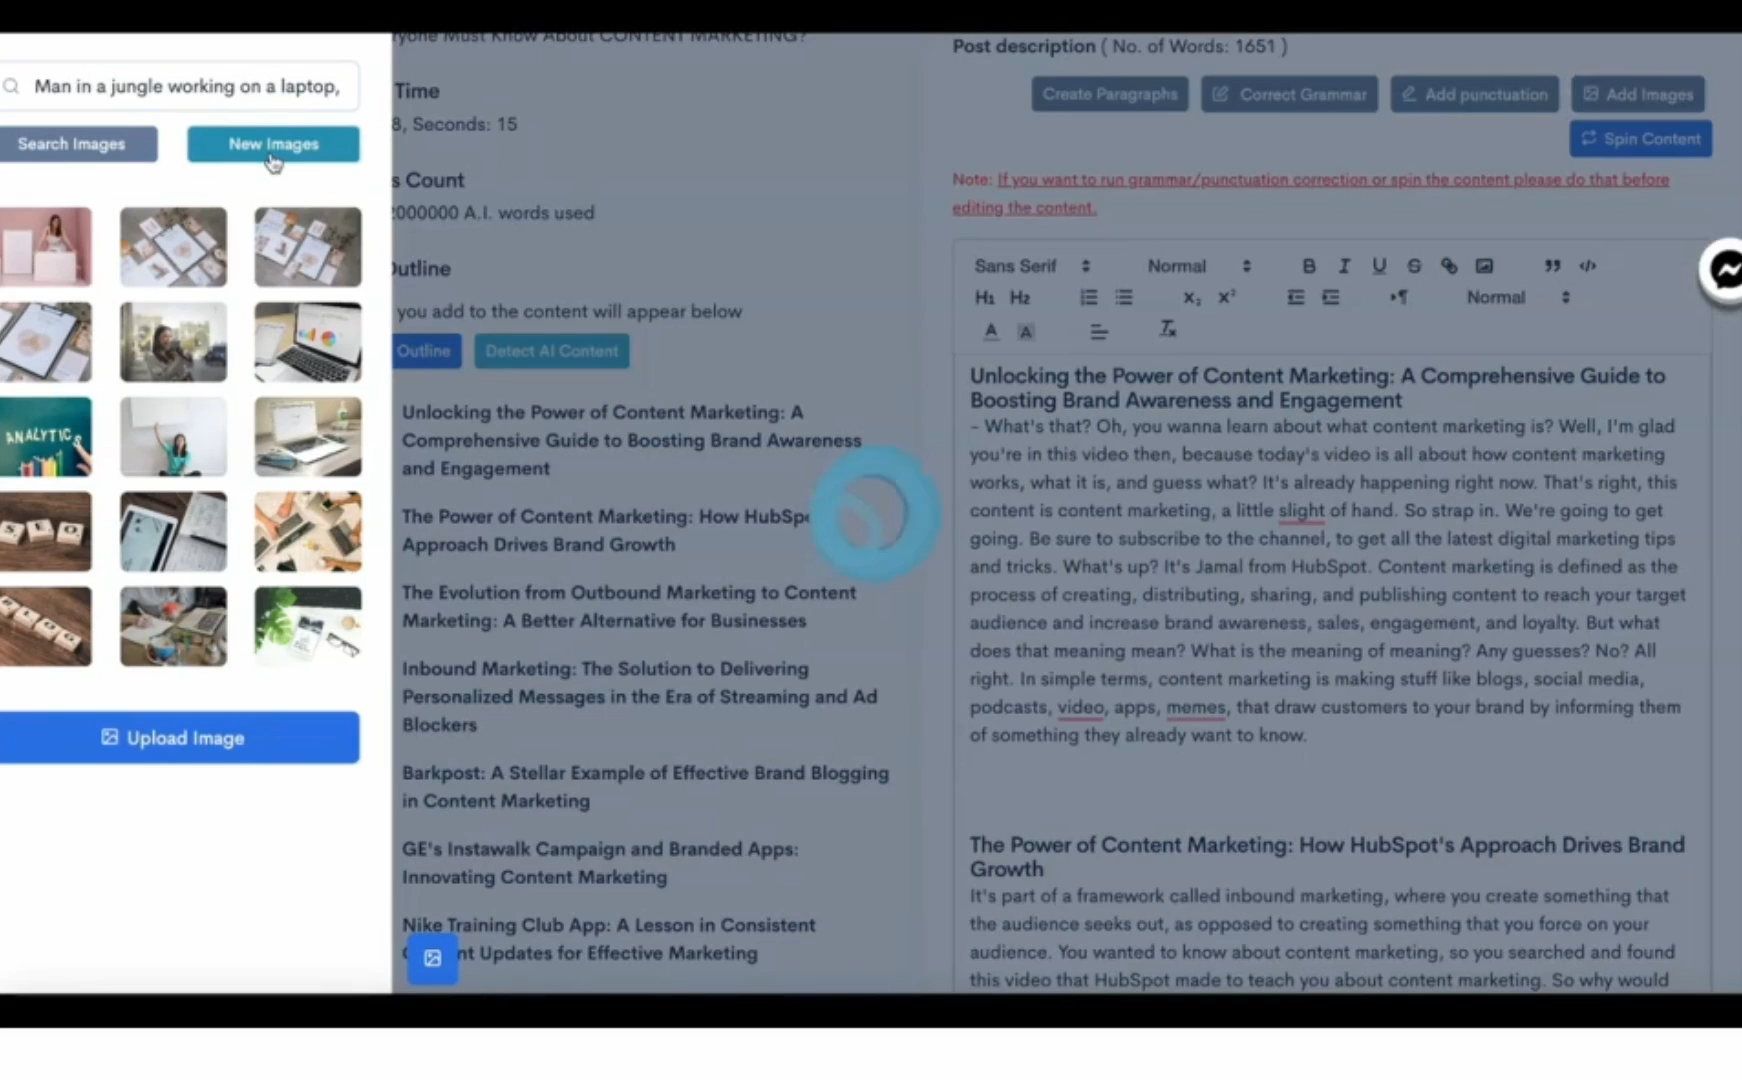 Man in a jungle working on a laptop,
Search Images
New Images
ANALYTICS
SEO
BLOG
Upload Image
ryone Must Know About CONTENT MARKETING?
Time
8, Seconds: 15
s Count
2000000 A.I. words used
Outline
you add to the content will appear below
Outline
Detect AI Content
Unlocking the Power of Content Marketing: A
Comprehensive Guide to Boosting Brand Awareness
and Engagement
The Power of Content Marketing: How HubSpo
Approach Drives Brand Growth
The Evolution from Outbound Marketing to Content
Marketing: A Better Alternative for Businesses
Inbound Marketing: The Solution to Delivering
Personalized Messages in the Era of Streaming and Ad
Blockers
Barkpost: A Stellar Example of Effective Brand Blogging
in Content Marketing
GE's Instawalk Campaign and Branded Apps:
Innovating Content Marketing
Nike Training Club App: A Lesson in Consistent
nt Updates for Effective Marketing
Post description ( No. of Words: 1651 )
Create Paragraphs
Correct Grammar
Add punctuation
Add Images
Spin Content
Note: If you want to run grammar/punctuation correction or spin the content please do that before
editing the content.
Sans Serif Normal B I U S
H1 H2 X2 X2 Normal
A A Tx
Unlocking the Power of Content Marketing: A Comprehensive Guide to
Boosting Brand Awareness and Engagement
- What's that? Oh, you wanna learn about what content marketing is? Well, I'm glad
you're in this video then, because today's video is all about how content marketing
works, what it is, and guess what? It's already happening right now. That's right, this
content is content marketing, a little slight of hand. So strap in. We're going to get
going. Be sure to subscribe to the channel, to get all the latest digital marketing tips
and tricks. What's up? It's Jamal from HubSpot. Content marketing is defined as the
process of creating, distributing, sharing, and publishing content to reach your target
audience and increase brand awareness, sales, engagement, and loyalty. But what
does that meaning mean? What is the meaning of meaning? Any guesses? No? All
right. In simple terms, content marketing is making stuff like blogs, social media,
podcasts, video, apps, memes, that draw customers to your brand by informing them
of something they already want to know.
The Power of Content Marketing: How HubSpot's Approach Drives Brand
Growth
It's part of a framework called inbound marketing, where you create something that
the audience seeks out, as opposed to creating something that you force on your
audience. You wanted to know about content marketing, so you searched and found
this video that HubSpot made to teach you about content marketing. So why would